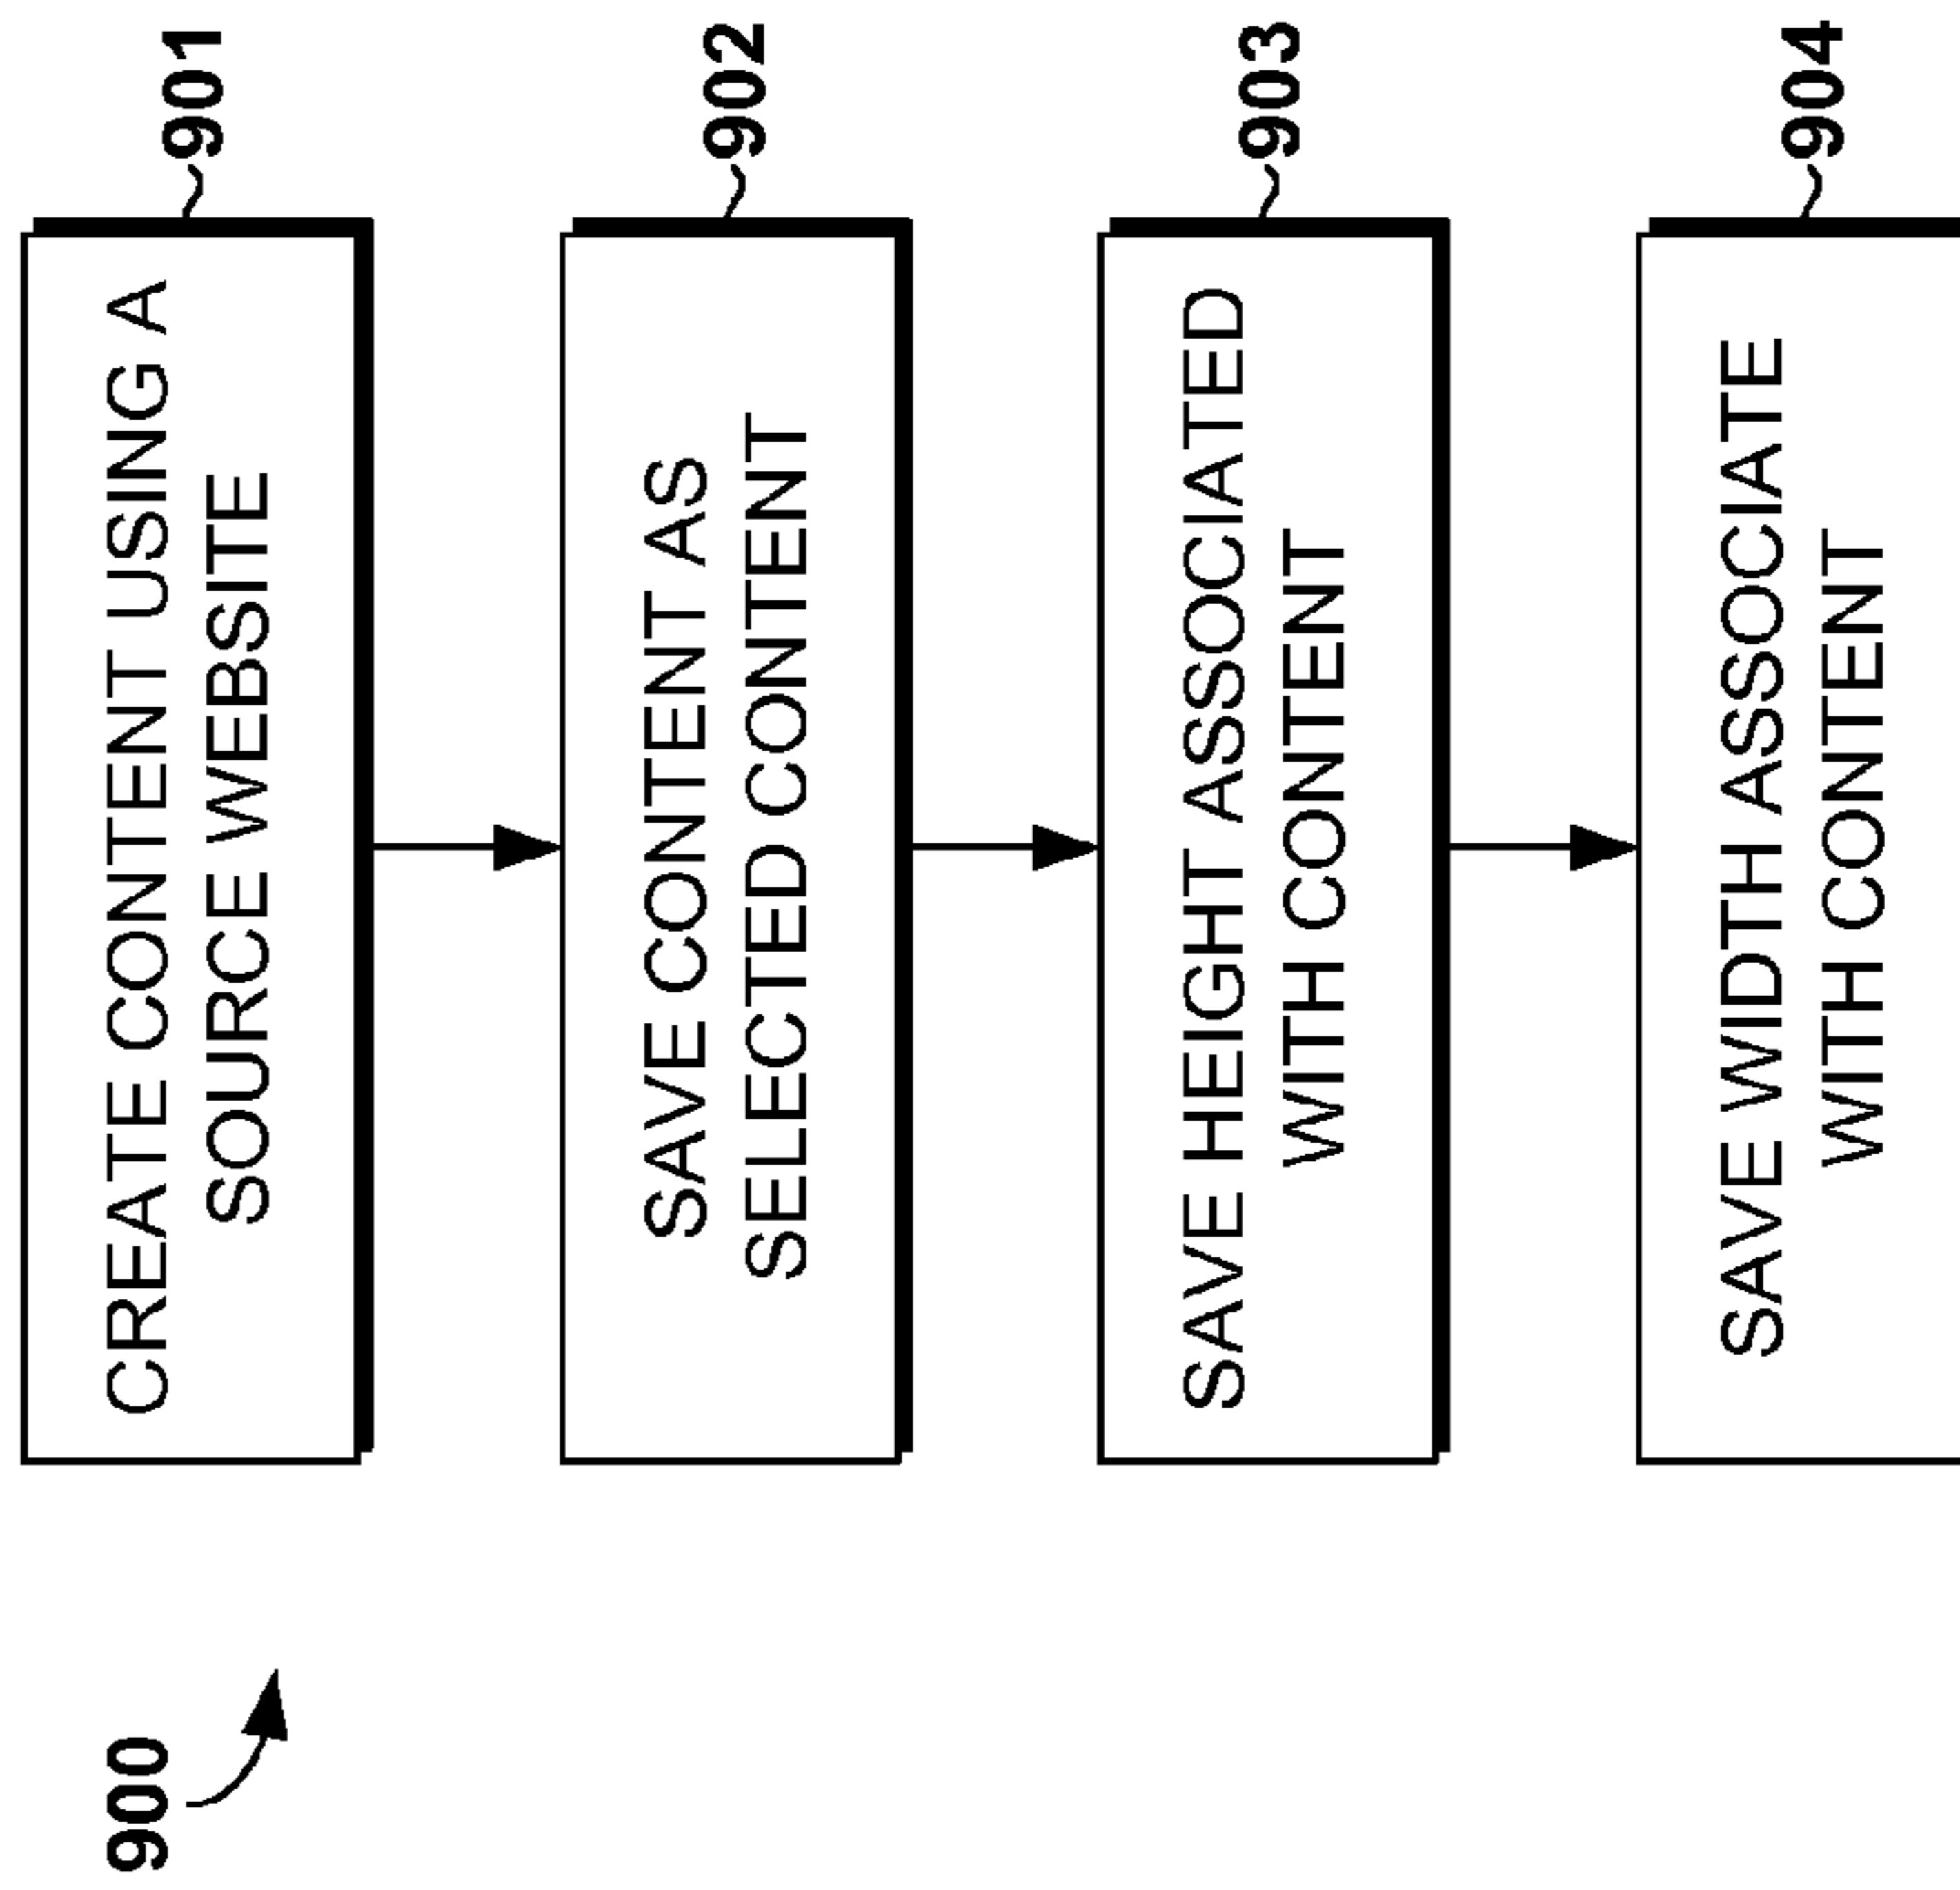 900
CREATE CONTENT USING A
SOURCE WEBSITE
901
SAVE CONTENT AS
SELECTED CONTENT
902
SAVE HEIGHT ASSOCIATED
WITH CONTENT
903
SAVE WIDTH ASSOCIATE
WITH CONTENT
904